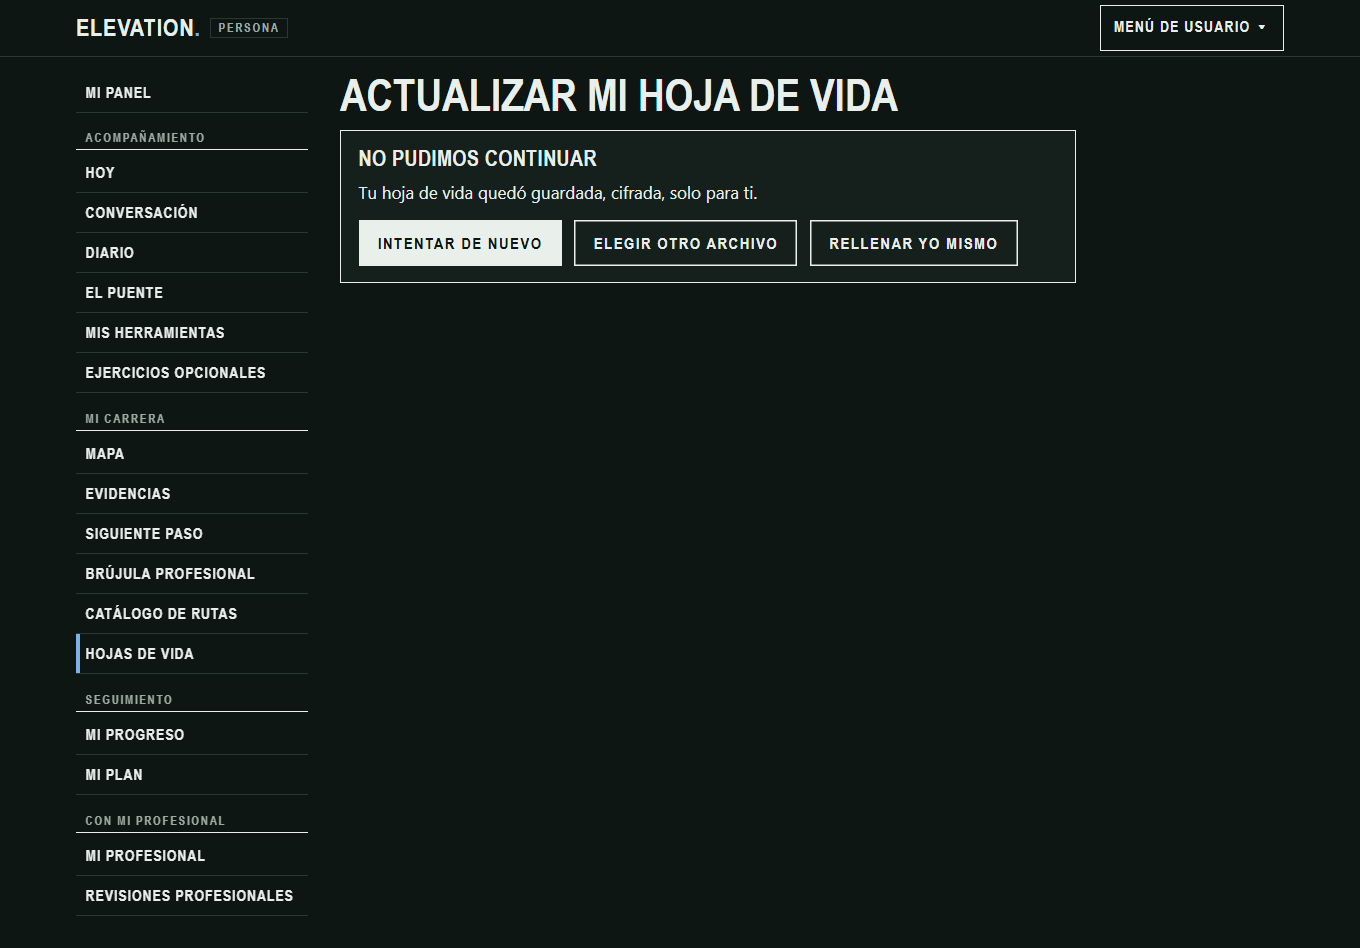 ELEVATION. PERSONA
MENÚ DE USUARIO
MI PANEL
ACOMPAÑAMIENTO
HOY
CONVERSACIÓN
DIARIO
EL PUENTE
MIS HERRAMIENTAS
EJERCICIOS OPCIONALES
MI CARRERA
MAPA
EVIDENCIAS
SIGUIENTE PASO
BRÚJULA PROFESIONAL
CATÁLOGO DE RUTAS
HOJAS DE VIDA
SEGUIMIENTO
MI PROGRESO
MI PLAN
CON MI PROFESIONAL
MI PROFESIONAL
REVISIONES PROFESIONALES
ACTUALIZAR MI HOJA DE VIDA
NO PUDIMOS CONTINUAR
Tu hoja de vida quedó guardada, cifrada, solo para ti.
INTENTAR DE NUEVO ELEGIR OTRO ARCHIVO RELLENAR YO MISMO